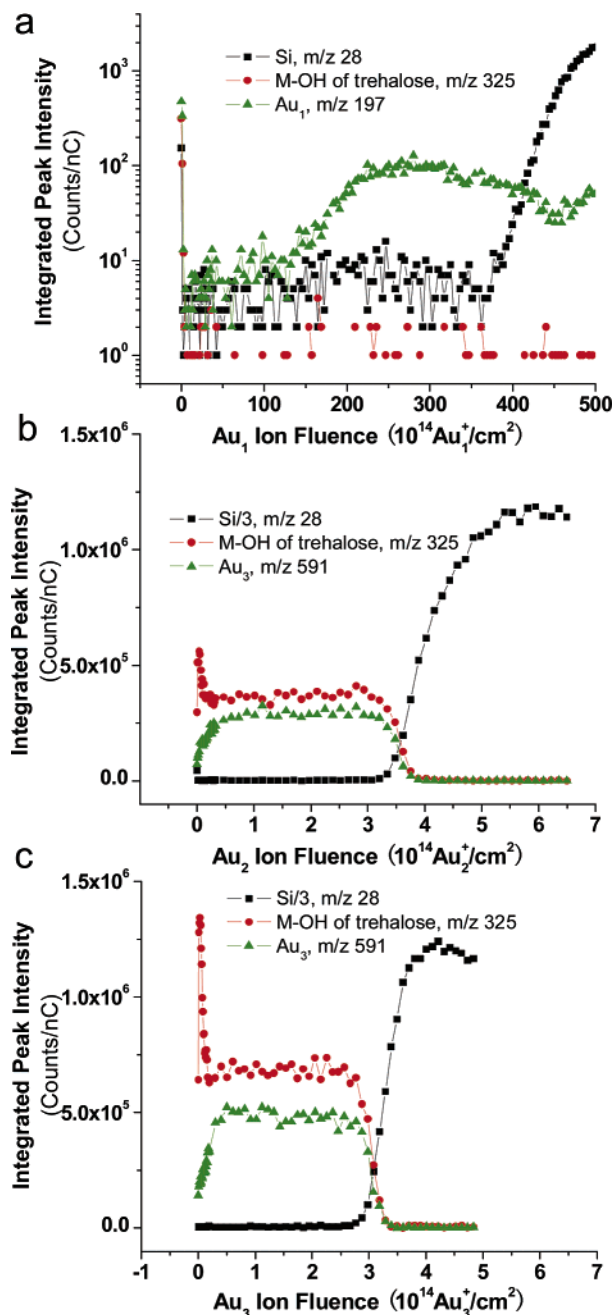 a
Si, m/z 28
M-OH of trehalose, m/z 325
Au₁, m/z 197
Integrated Peak Intensity
(Counts/nC)
10³
10²
10¹
10⁰
0 100 200 300 400 500
Au₁ Ion Fluence (10¹⁴Au₁⁺/cm²)
b
1.5x10⁶
1.0x10⁶
5.0x10⁵
0.0
Integrated Peak Intensity
(Counts/nC)
Si/3, m/z 28
M-OH of trehalose, m/z 325
Au₃, m/z 591
0 1 2 3 4 5 6 7
Au₂ Ion Fluence (10¹⁴Au₂⁺/cm²)
c
1.5x10⁶
1.0x10⁶
5.0x10⁵
0.0
Integrated Peak Intensity
(Counts/nC)
Si/3, m/z 28
M-OH of trehalose, m/z 325
Au₃, m/z 591
-1 0 1 2 3 4 5 6 7
Au₃ Ion Fluence (10¹⁴Au₃⁺/cm²)